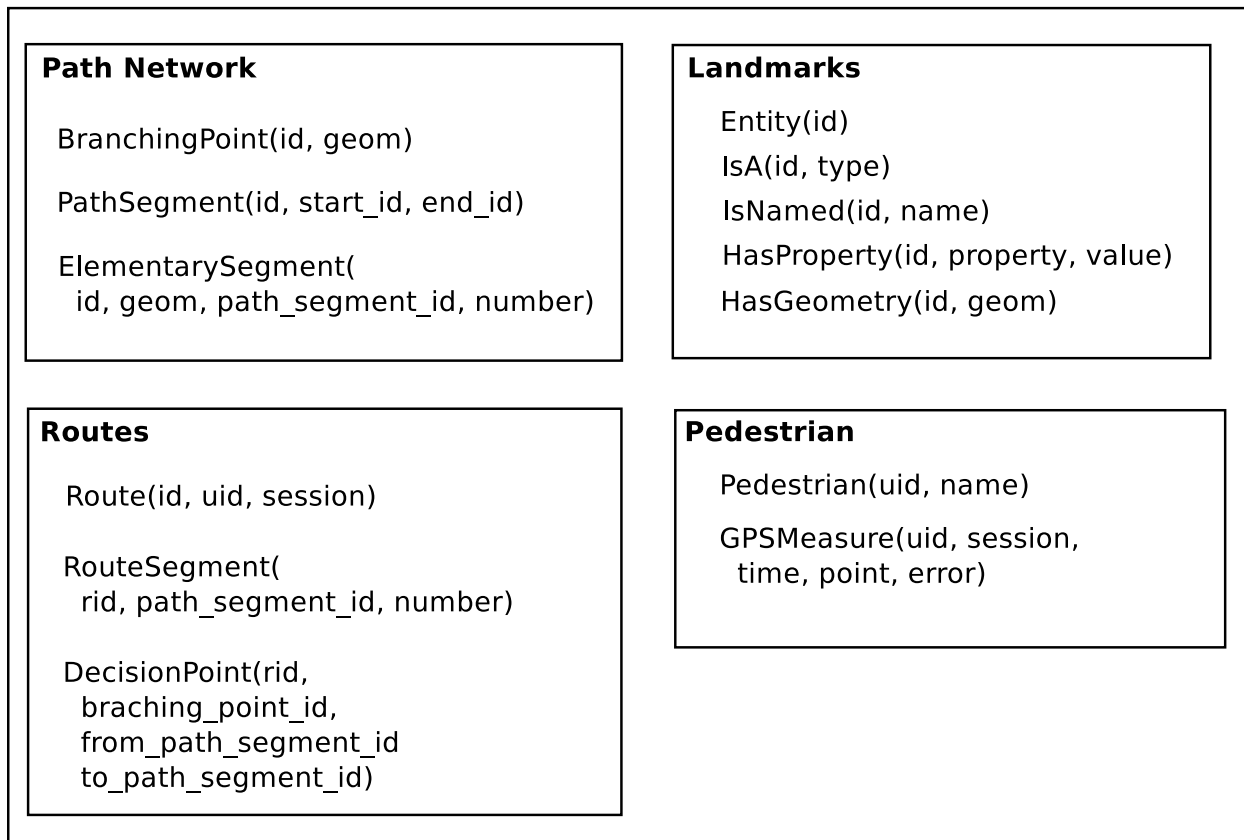 Path Network
BranchingPoint(id, geom)
PathSegment(id, start_id, end_id)
ElementarySegment(
id, geom, path_segment_id, number)
Landmarks
Entity(id)
IsA(id, type)
IsNamed(id, name)
HasProperty(id, property, value)
HasGeometry(id, geom)
Routes
Route(id, uid, session)
RouteSegment(
rid, path_segment_id, number)
DecisionPoint(rid,
braching_point_id,
from_path_segment_id
to_path_segment_id)
Pedestrian
Pedestrian(uid, name)
GPSMeasure(uid, session,
time, point, error)